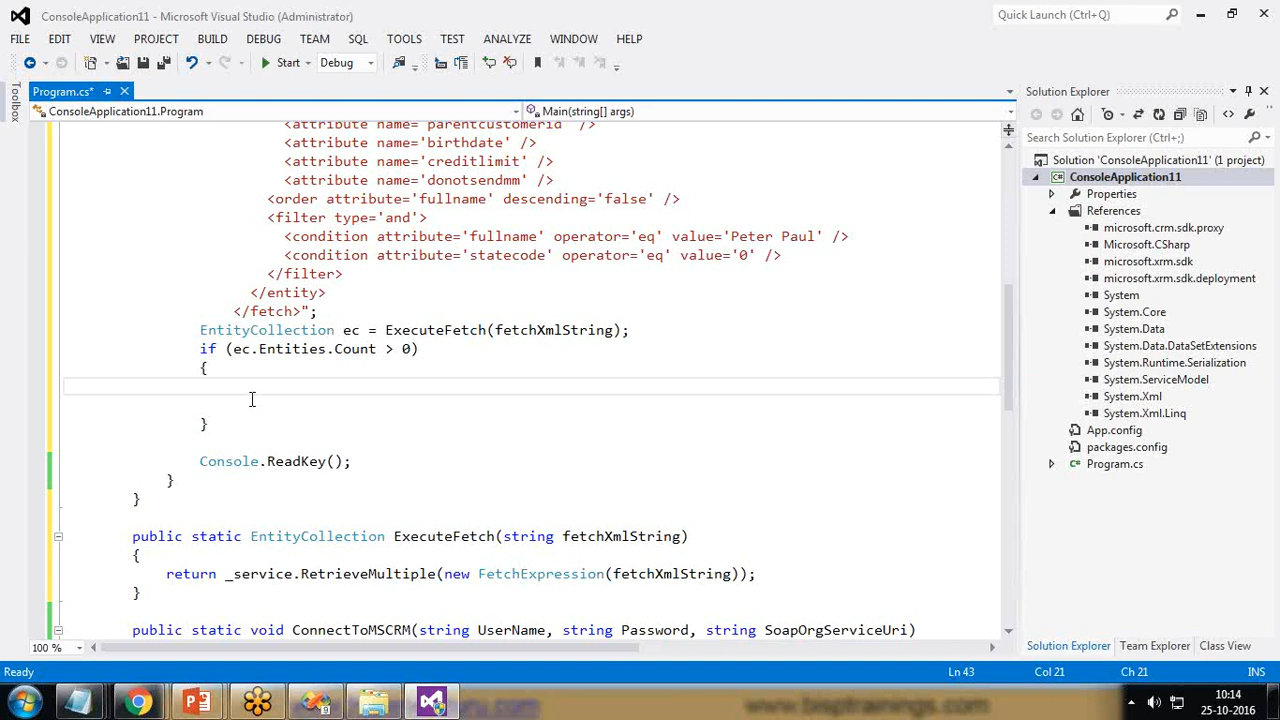 ConsoleApplication11 - Microsoft Visual Studio (Administrator)
Quick Launch (Ctrl+Q)
FILE EDIT VIEW PROJECT BUILD DEBUG TEAM SQL TOOLS TEST ANALYZE WINDOW HELP
Start Debug
Toolbox
Program.cs*
ConsoleApplication11.Program
Main(string[] args)
<attribute name='parentcustomerid' />
<attribute name='birthdate' />
<attribute name='creditlimit' />
<attribute name='donotsendmm' />
<order attribute='fullname' descending='false' />
<filter type='and'>
<condition attribute='fullname' operator='eq' value='Peter Paul' />
<condition attribute='statecode' operator='eq' value='0' />
</filter>
</entity>
</fetch>";
EntityCollection ec = ExecuteFetch(fetchXmlString);
if (ec.Entities.Count > 0)
{
}
Console.ReadKey();
}
}
public static EntityCollection ExecuteFetch(string fetchXmlString)
{
return _service.RetrieveMultiple(new FetchExpression(fetchXmlString));
}
public static void ConnectToMSCRM(string UserName, string Password, string SoapOrgServiceUri)
100 %
Solution Explorer
Search Solution Explorer (Ctrl+;)
Solution 'ConsoleApplication11' (1 project)
ConsoleApplication11
Properties
References
microsoft.crm.sdk.proxy
Microsoft.CSharp
microsoft.xrm.sdk
microsoft.xrm.sdk.deployment
System
System.Core
System.Data
System.Data.DataSetExtensions
System.Runtime.Serialization
System.ServiceModel
System.Xml
System.Xml.Linq
App.config
packages.config
Program.cs
Solution Explorer Team Explorer Class View
Ready
Ln 43 Col 21 Ch 21 INS
www.bisptrainings.com
10:14
25-10-2016